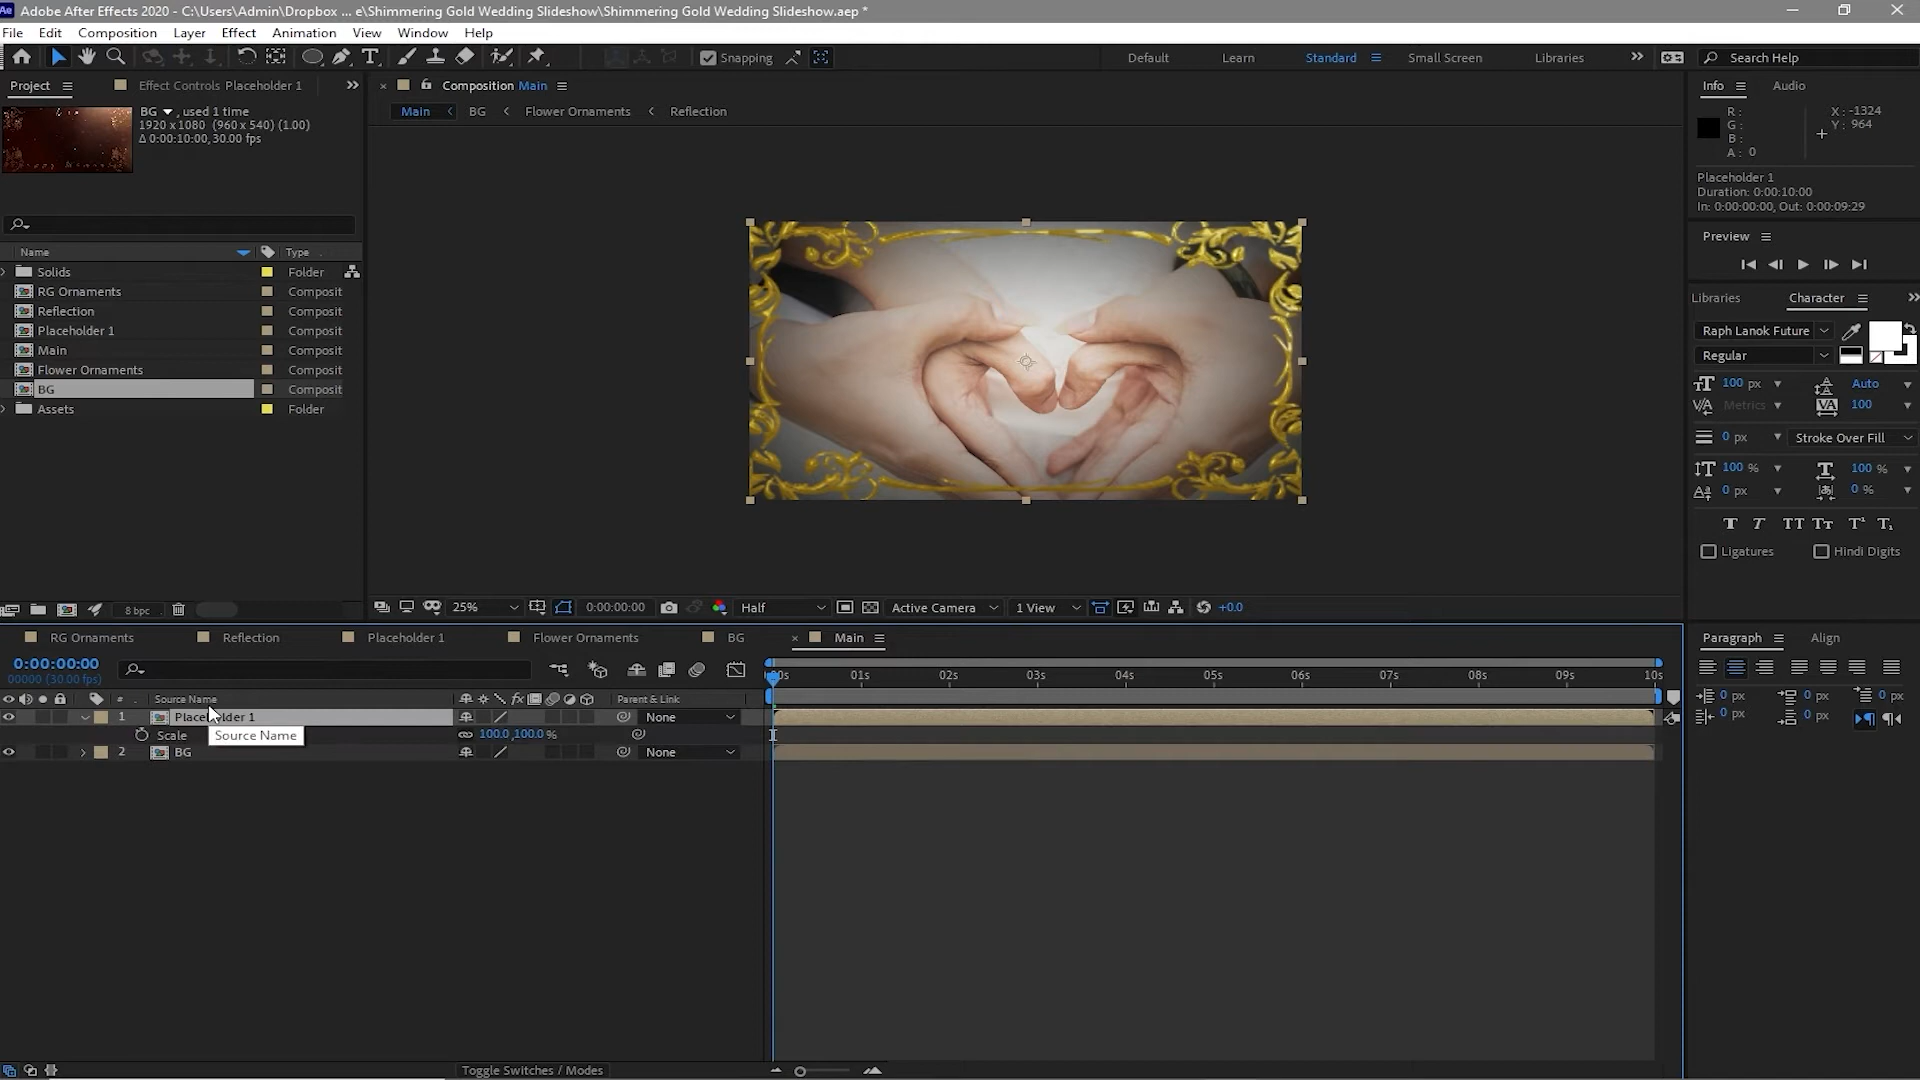 Ae Adobe After Effects 2020 - C:\Users\Admin\Dropbox ... e\Shimmering Gold Wedding Slideshow\Shimmering Gold Wedding Slideshow.aep *
File Edit Composition Layer Effect Animation View Window Help
Snapping Default Learn Standard Small Screen Libraries Search Help
Project Effect Controls Placeholder 1
BG , used 1 time
1920 x 1080 (960 x 540) (1.00)
Δ 0:00:10:00, 30.00 fps
Name Type
Solids Folder
RG Ornaments Composit
Reflection Composit
Placeholder 1 Composit
Main Composit
Flower Ornaments Composit
BG Composit
Assets Folder
8 bpc
Composition Main
Main BG Flower Ornaments Reflection
25% 0:00:00:00 Half Active Camera 1 View +0.0
Info Audio
R : X : -1324
G : Y : 964
B :
A : 0
Placeholder 1
Duration: 0:00:10:00
In: 0:00:00:00, Out: 0:00:09:29
Preview
Libraries Character
Raph Lanok Future
Regular
100 px Auto
Metrics 100
0 px Stroke Over Fill
100 % 100 %
0 px 0 %
T T TT Tt T¹ T₁
Ligatures Hindi Digits
RG Ornaments Reflection Placeholder 1 Flower Ornaments BG Main
0:00:00:00
00000 (30.00 fps)
# Source Name Parent & Link
1 Placeholder 1 None
Scale 100.0,100.0 %
Source Name
2 BG None
:00s 01s 02s 03s 04s 05s 06s 07s 08s 09s 10s
Toggle Switches / Modes
Paragraph Align
0 px 0 px 0 px
0 px 0 px